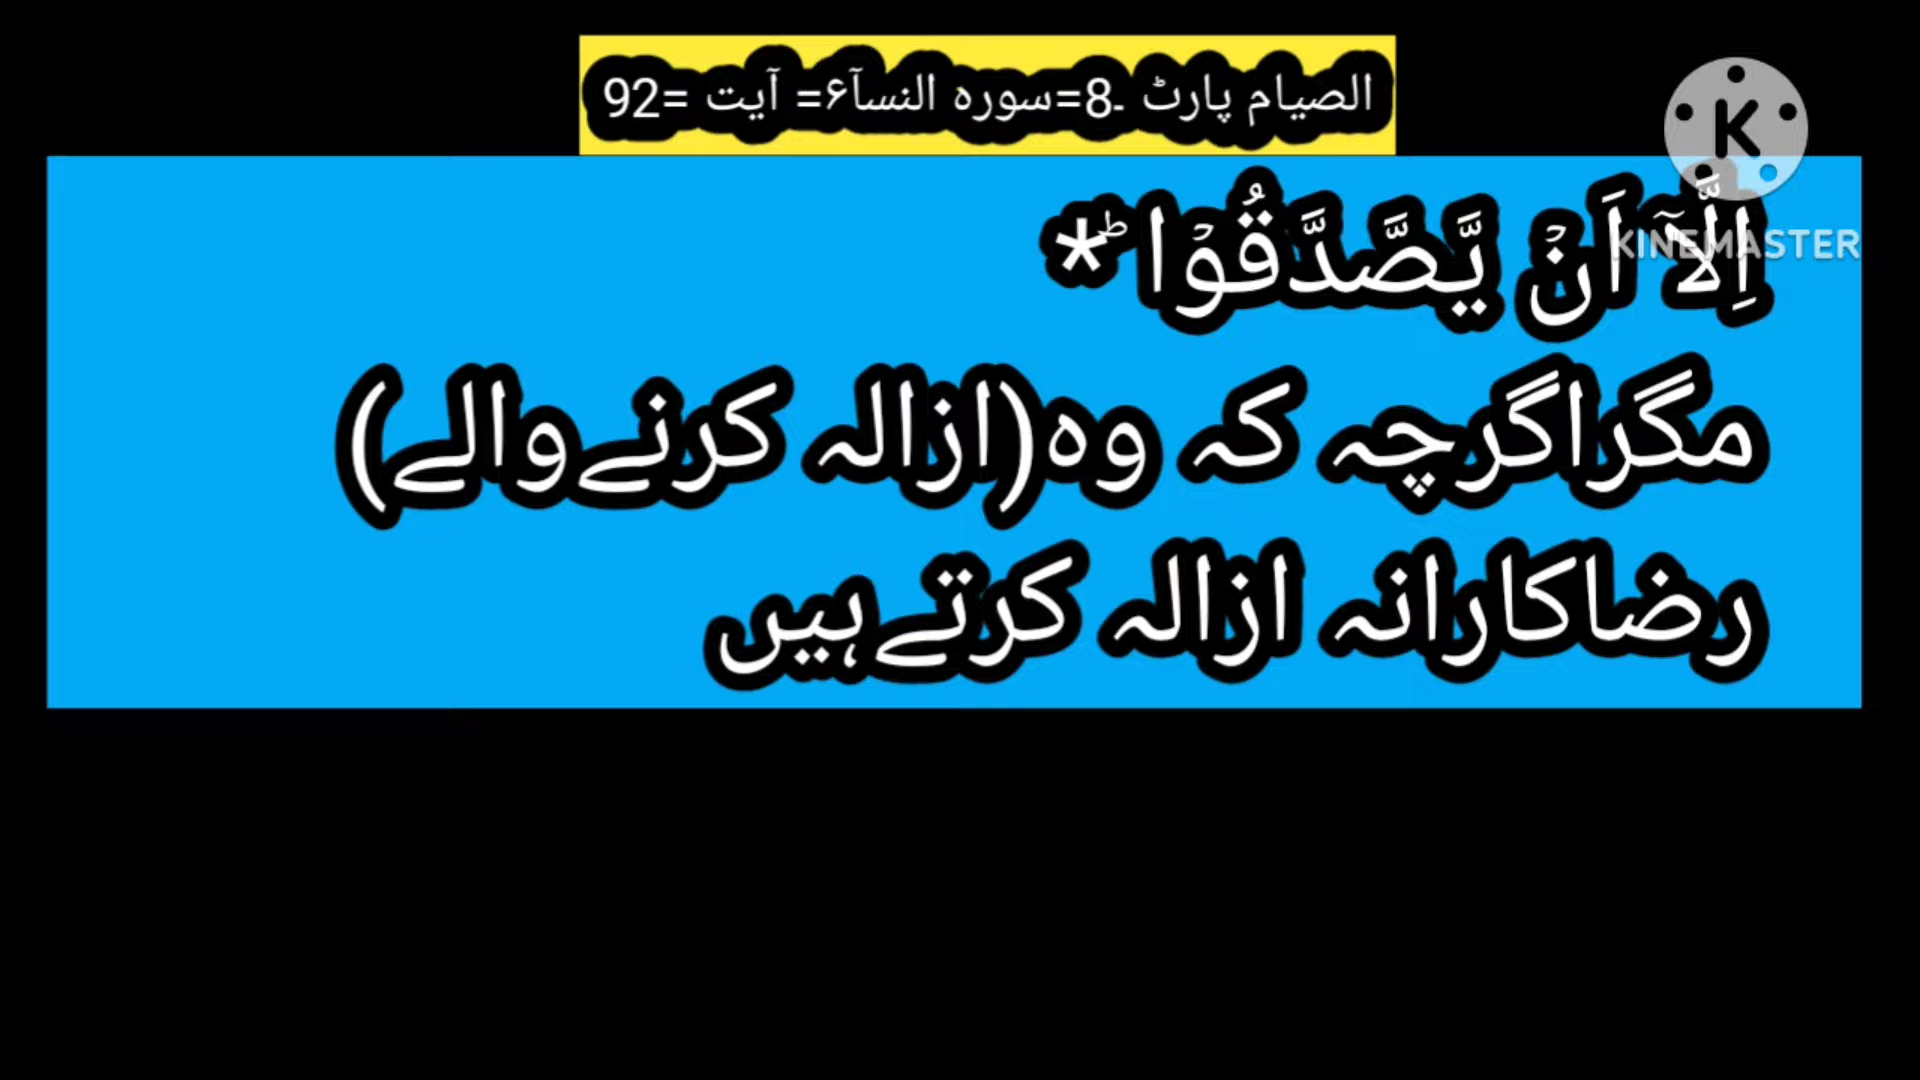 الصیام پارٹ ۔8=سورہ النسآء= آیت =92
K
KINEMASTER
اِلَّاۤ اَنۡ یَّصَّدَّقُوۡا ؕ*
مگراگرچہ کہ وہ(ازالہ کرنےوالے)
رضاکارانہ ازالہ کرتےہیں